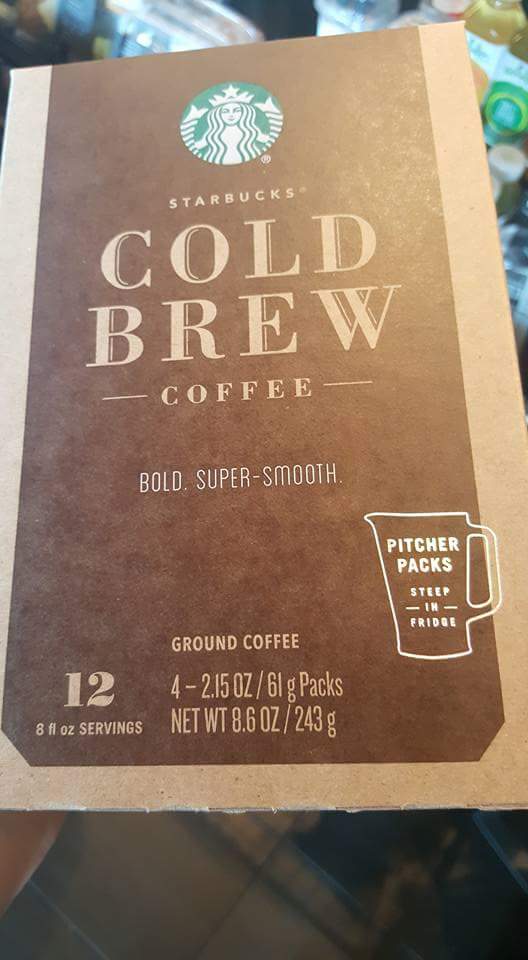 STARBUCKS®
COLD
BREW
COFFEE
BOLD. SUPER-SMOOTH.
PITCHER
PACKS
STEEP
IN
FRIDGE
GROUND COFFEE
12
8 fl oz SERVINGS
4 – 2.15 OZ / 61 g Packs
NET WT 8.6 OZ / 243 g